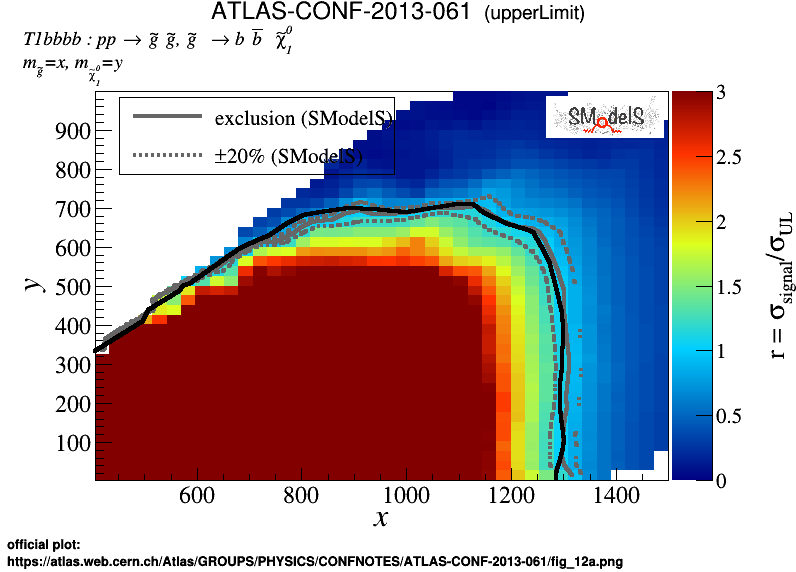 ATLAS-CONF-2013-061 (upperLimit)
T1bbbb : pp → g̃ g̃, g̃ → b b̅ χ̃₁⁰
m_g̃=x, m_χ̃₁⁰=y
exclusion (SModelS)
±20% (SModelS)
SModelS
900
800
700
600
500
400
300
200
100
y
600 800 1000 1200 1400
x
3
2.5
2
1.5
1
0.5
0
r = σ_signal/σ_UL
official plot:
https://atlas.web.cern.ch/Atlas/GROUPS/PHYSICS/CONFNOTES/ATLAS-CONF-2013-061/fig_12a.png